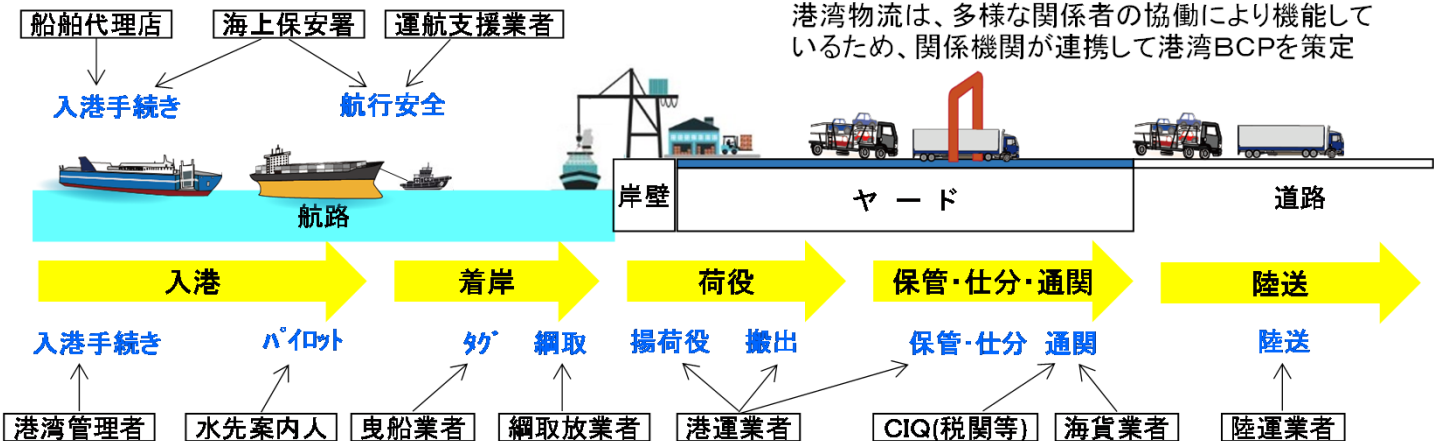 船舶代理店 海上保安署 運航支援業者
港湾物流は、多様な関係者の協働により機能して
いるため、関係機関が連携して港湾BCPを策定
入港手続き 航行安全
航路 岸壁 ヤード 道路
入港 着岸 荷役 保管・仕分・通関 陸送
入港手続き パイロット タグ 綱取 揚荷役 搬出 保管・仕分 通関 陸送
港湾管理者 水先案内人 曳船業者 綱取放業者 港運業者 CIQ(税関等) 海貨業者 陸運業者